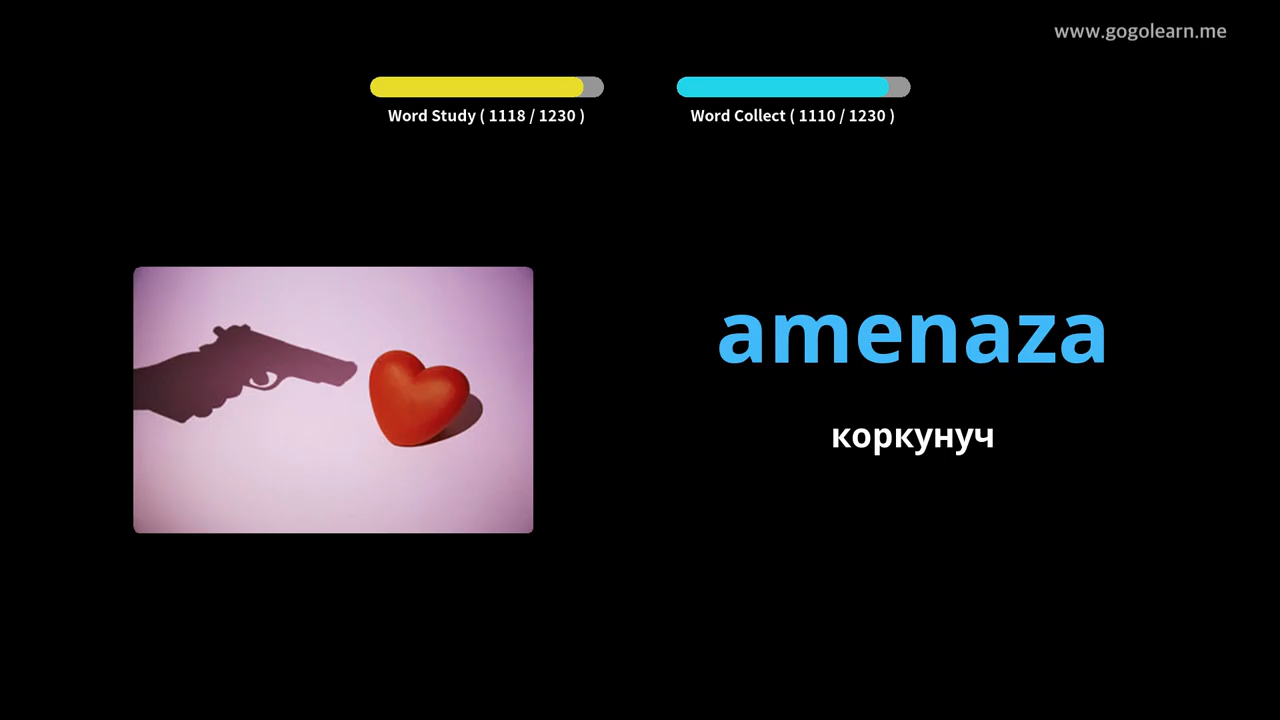 www.gogolearn.me
Word Study ( 1118 / 1230 )
Word Collect ( 1110 / 1230 )
amenaza
коркунуч